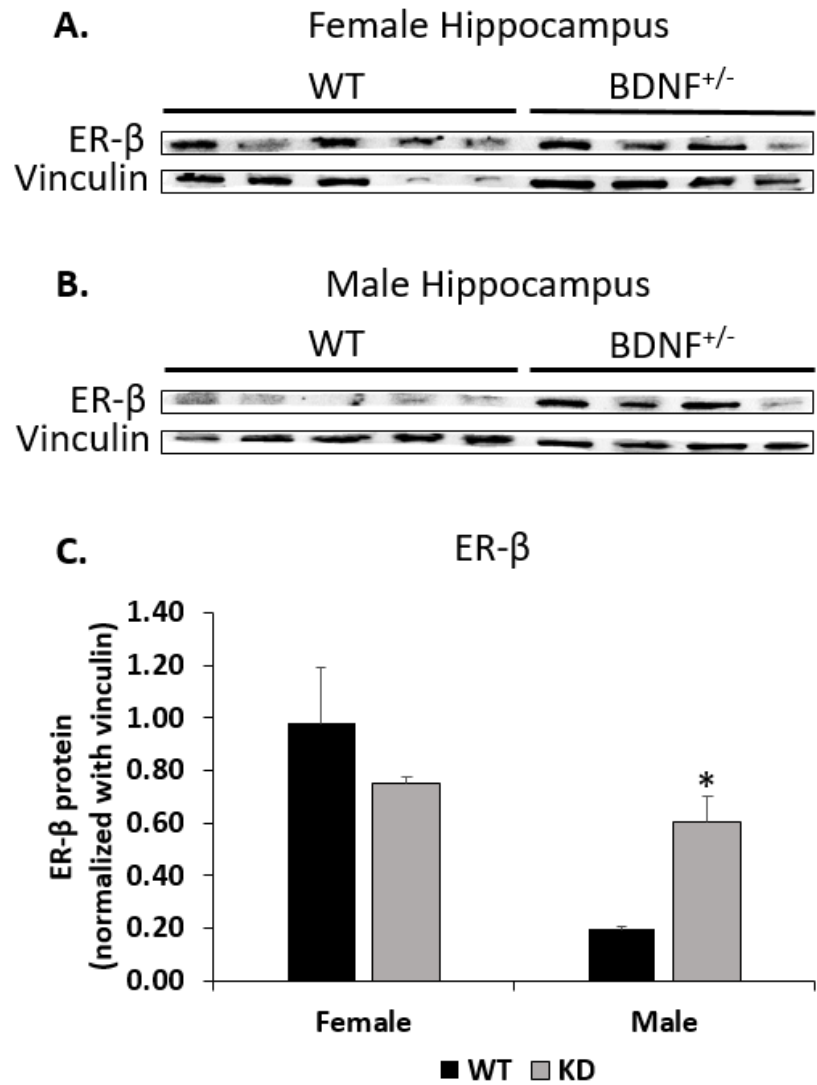 A. Female Hippocampus
WT BDNF+/-
ER-β
Vinculin
B. Male Hippocampus
WT BDNF+/-
ER-β
Vinculin
C. ER-β
ER-β protein
(normalized with vinculin)
1.40
1.20
1.00
0.80
0.60
0.40
0.20
0.00
*
Female Male
WT KD